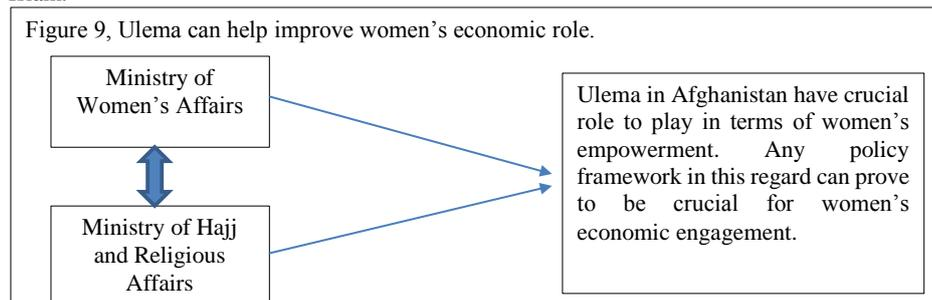 Figure 9, Ulema can help improve women’s economic role.
Ministry of
Women’s Affairs
Ulema in Afghanistan have crucial
role to play in terms of women’s
empowerment. Any policy
framework in this regard can prove
to be crucial for women’s
economic engagement.
Ministry of Hajj
and Religious
Affairs